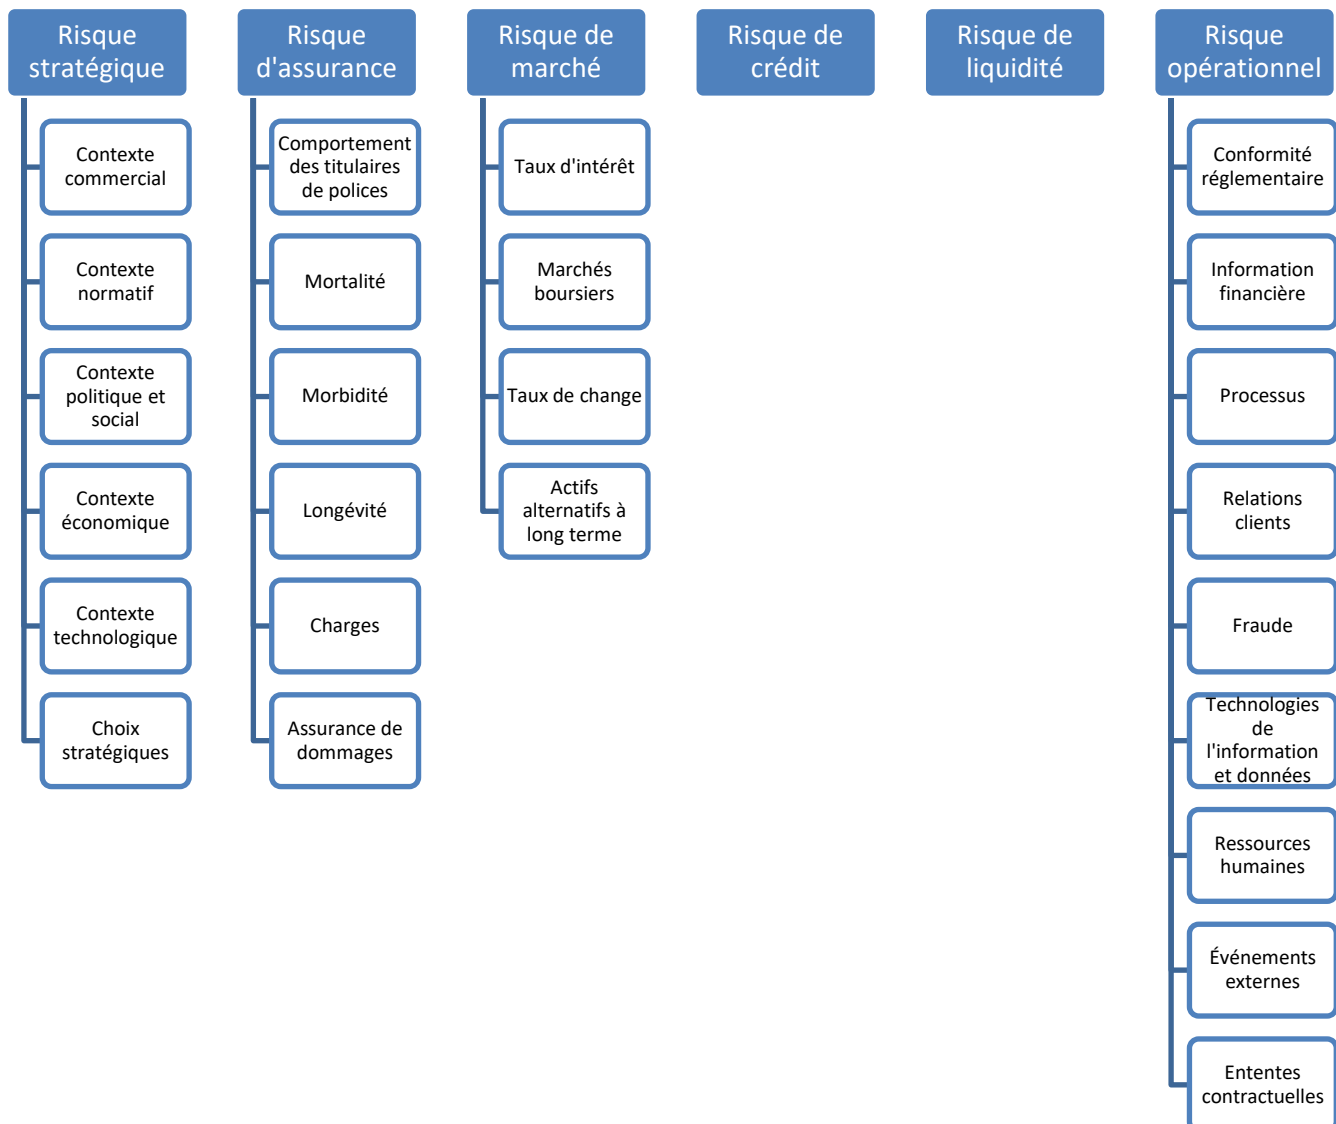 Risque
stratégique
Contexte
commercial
Contexte
normatif
Contexte
politique et
social
Contexte
économique
Contexte
technologique
Choix
stratégiques
Risque
d'assurance
Comportement
des titulaires
de polices
Mortalité
Morbidité
Longévité
Charges
Assurance de
dommages
Risque de
marché
Taux d'intérêt
Marchés
boursiers
Taux de change
Actifs
alternatifs à
long terme
Risque de
crédit
Risque de
liquidité
Risque
opérationnel
Conformité
réglementaire
Information
financière
Processus
Relations
clients
Fraude
Technologies
de
l'information
et données
Ressources
humaines
Événements
externes
Ententes
contractuelles